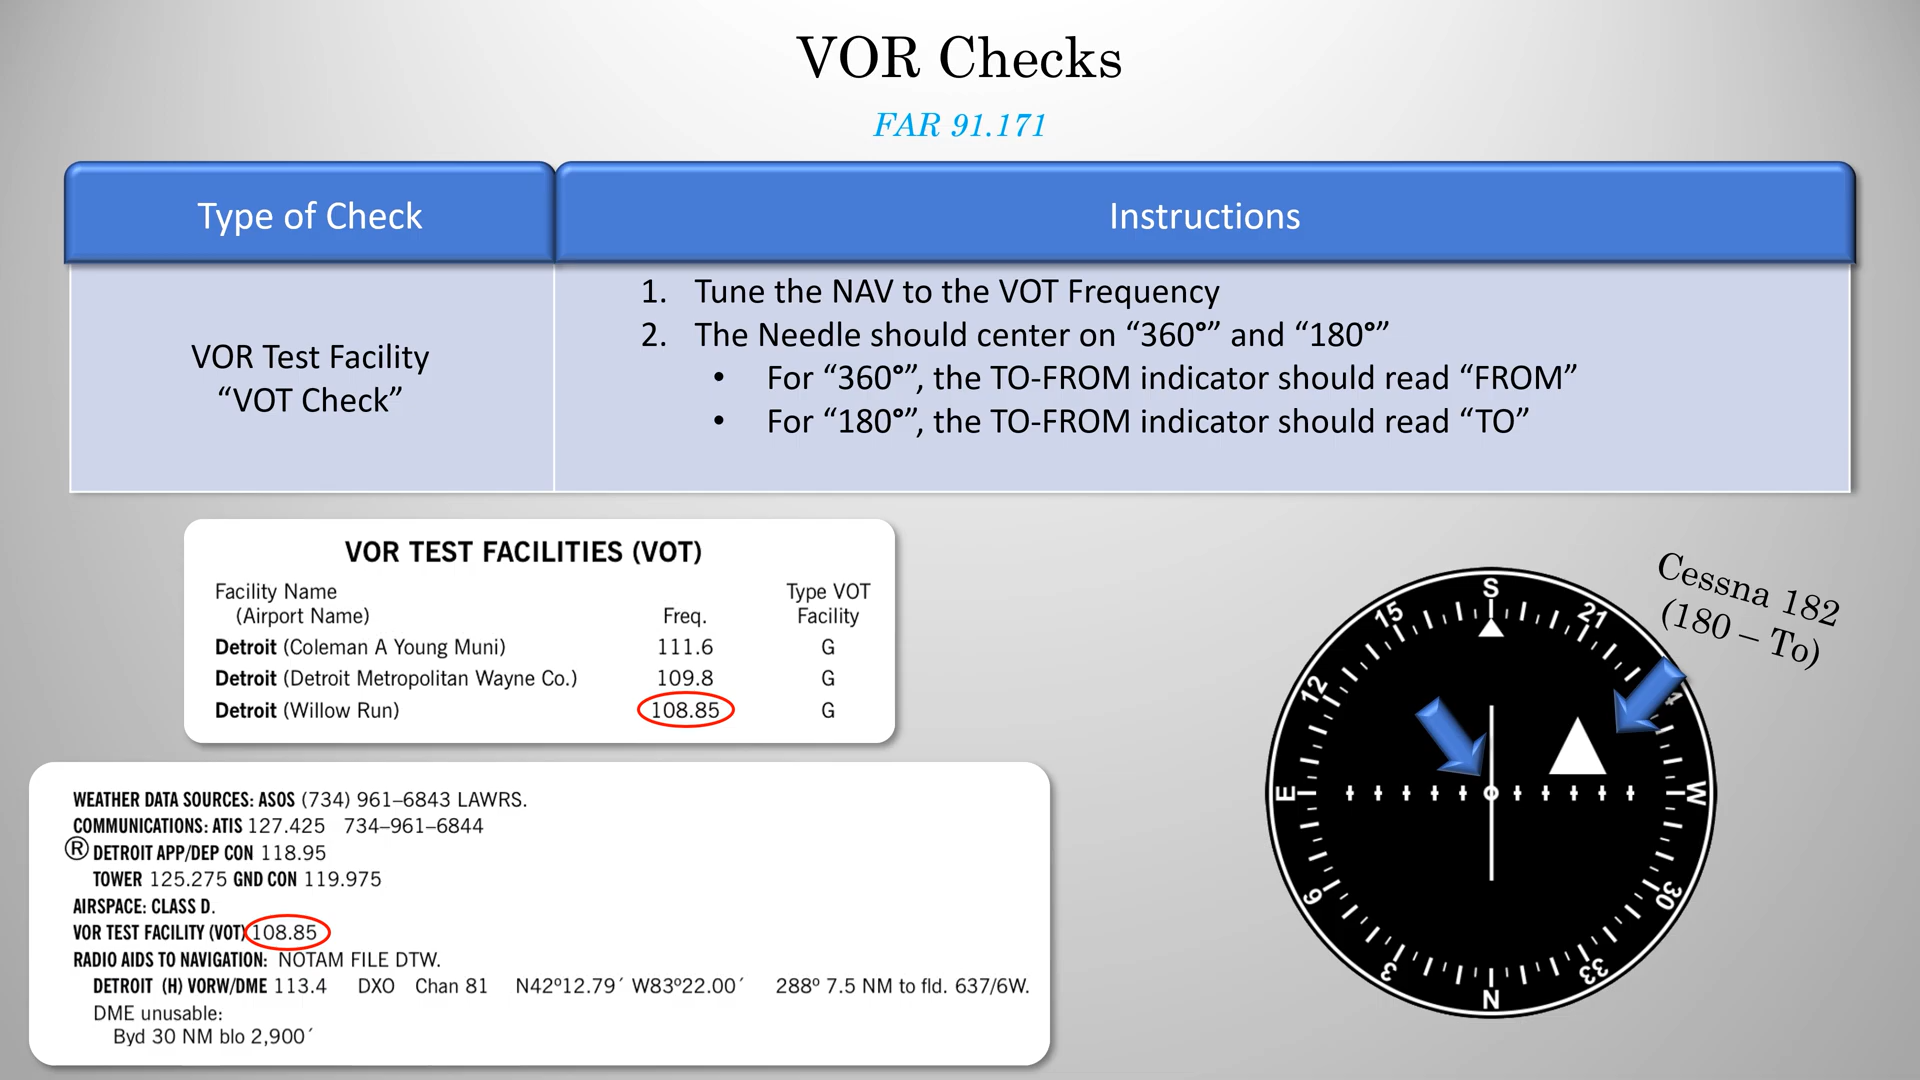 VOR Checks
FAR 91.171
Type of Check
Instructions
VOR Test Facility
“VOT Check”
1. Tune the NAV to the VOT Frequency
2. The Needle should center on “360°” and “180°”
• For “360°”, the TO-FROM indicator should read “FROM”
• For “180°”, the TO-FROM indicator should read “TO”
VOR TEST FACILITIES (VOT)
Facility Name Type VOT
(Airport Name) Freq. Facility
Detroit (Coleman A Young Muni) 111.6 G
Detroit (Detroit Metropolitan Wayne Co.) 109.8 G
Detroit (Willow Run) 108.85 G
WEATHER DATA SOURCES: ASOS (734) 961–6843 LAWRS.
COMMUNICATIONS: ATIS 127.425 734–961–6844
Ⓡ DETROIT APP/DEP CON 118.95
TOWER 125.275 GND CON 119.975
AIRSPACE: CLASS D.
VOR TEST FACILITY (VOT) 108.85
RADIO AIDS TO NAVIGATION: NOTAM FILE DTW.
DETROIT (H) VORW/DME 113.4 DXO Chan 81 N42º12.79´ W83º22.00´ 288º 7.5 NM to fld. 637/6W.
DME unusable:
Byd 30 NM blo 2,900´
Cessna 182
(180 – To)
S
21
W
30
33
N
3
6
E
12
15